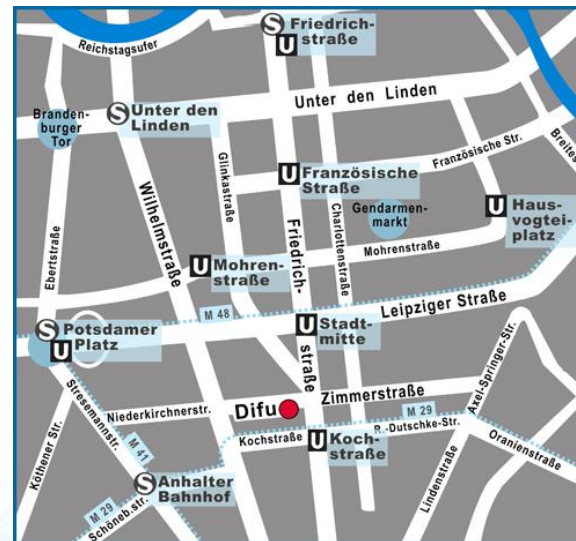 S Friedrich-
U straße
Reichstagsufer
Branden-
burger
Tor
S Unter den
Linden
Unter den Linden
Breite
Glinkastraße
U Französische
Straße
Französische Str.
Wilhelmstraße
Friedrich-
Charlottenstraße
Gendarmen-
markt
U Haus-
vogtei-
platz
Ebertstraße
U Mohren-
straße
Mohrenstraße
M 48
Leipziger Straße
S Potsdamer
U Platz
U Stadt-
mitte
straße
Axel-Springer-Str.
Stresemannstr.
Niederkirchnerstr.
Difu
Zimmerstraße
M 29
Kochstraße
R.-Dutschke-Str.
U Koch-
straße
Oranienstraße
Köthener Str.
M 41
S Anhalter
Bahnhof
Lindenstraße
M 29
Schöneb.str.